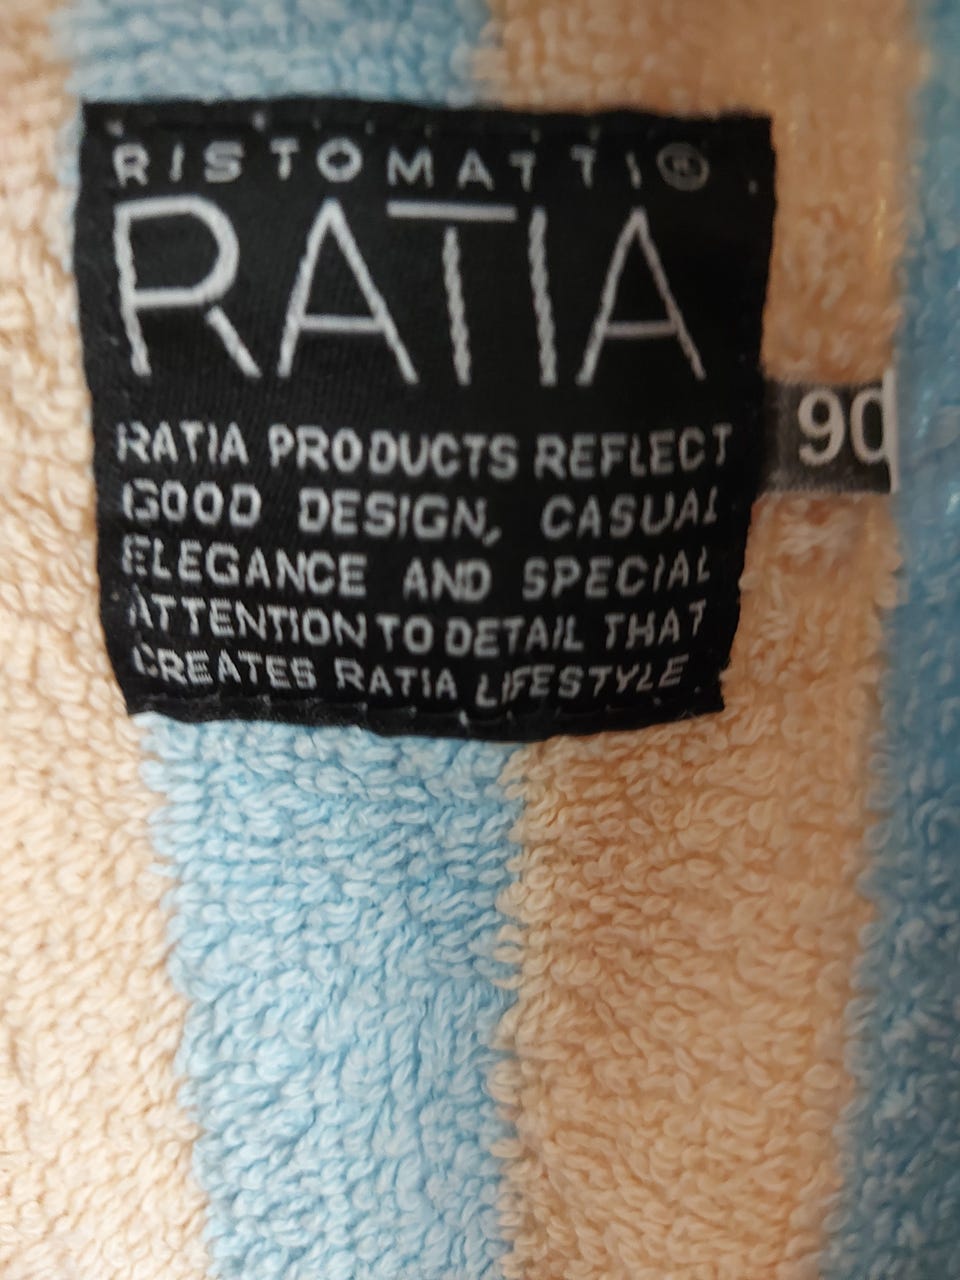 RISTOMATTI®
RATIA
90
RATIA PRODUCTS REFLECT
GOOD DESIGN, CASUAL
ELEGANCE AND SPECIAL
ATTENTION TO DETAIL THAT
CREATES RATIA LIFESTYLE.